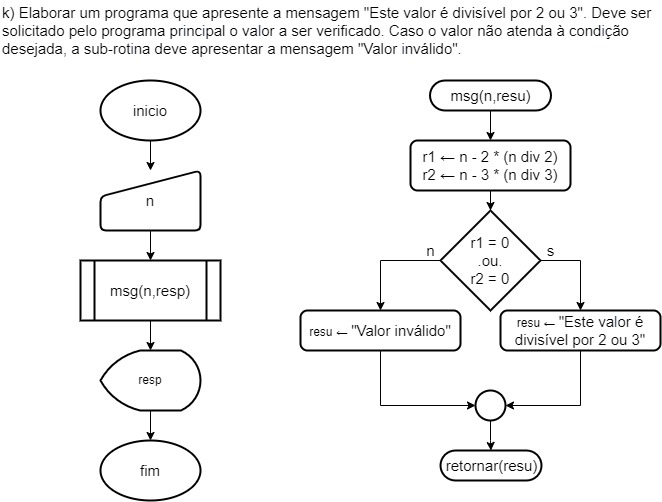 k) Elaborar um programa que apresente a mensagem "Este valor é divisível por 2 ou 3". Deve ser
solicitado pelo programa principal o valor a ser verificado. Caso o valor não atenda à condição
desejada, a sub-rotina deve apresentar a mensagem "Valor inválido".
inicio
n
msg(n,resp)
resp
fim
msg(n,resu)
r1 ← n - 2 * (n div 2)
r2 ← n - 3 * (n div 3)
r1 = 0
.ou.
r2 = 0
n
s
resu ← "Valor inválido"
resu ← "Este valor é
divisível por 2 ou 3"
retornar(resu)